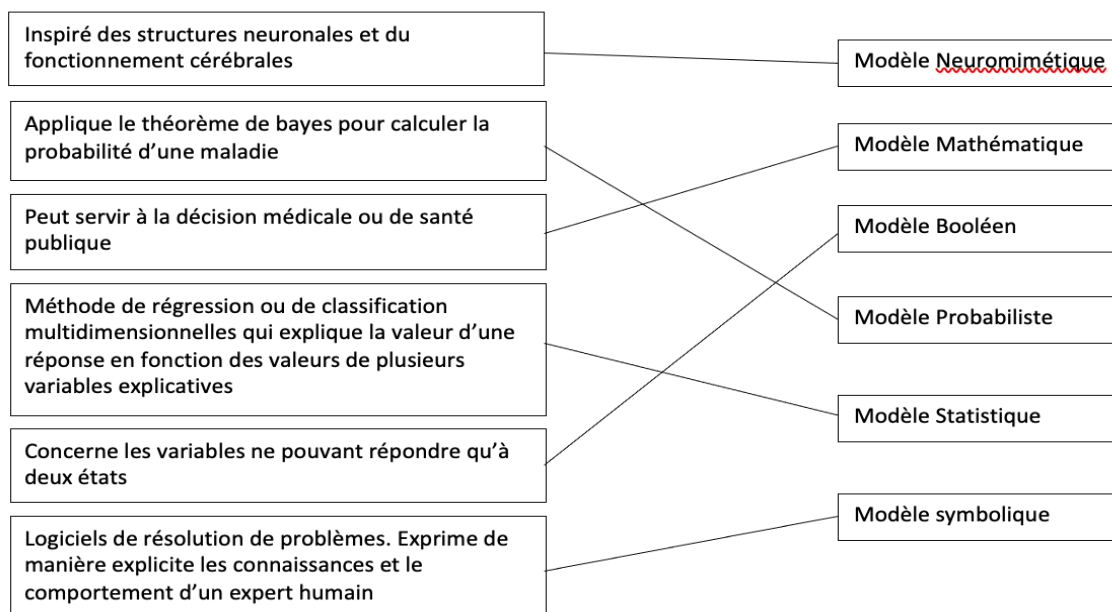 Inspiré des structures neuronales et du
fonctionnement cérébrales
Applique le théorème de bayes pour calculer la
probabilité d’une maladie
Peut servir à la décision médicale ou de santé
publique
Méthode de régression ou de classification
multidimensionnelles qui explique la valeur d’une
réponse en fonction des valeurs de plusieurs
variables explicatives
Concerne les variables ne pouvant répondre qu’à
deux états
Logiciels de résolution de problèmes. Exprime de
manière explicite les connaissances et le
comportement d’un expert humain
Modèle Neuromimétique
Modèle Mathématique
Modèle Booléen
Modèle Probabiliste
Modèle Statistique
Modèle symbolique